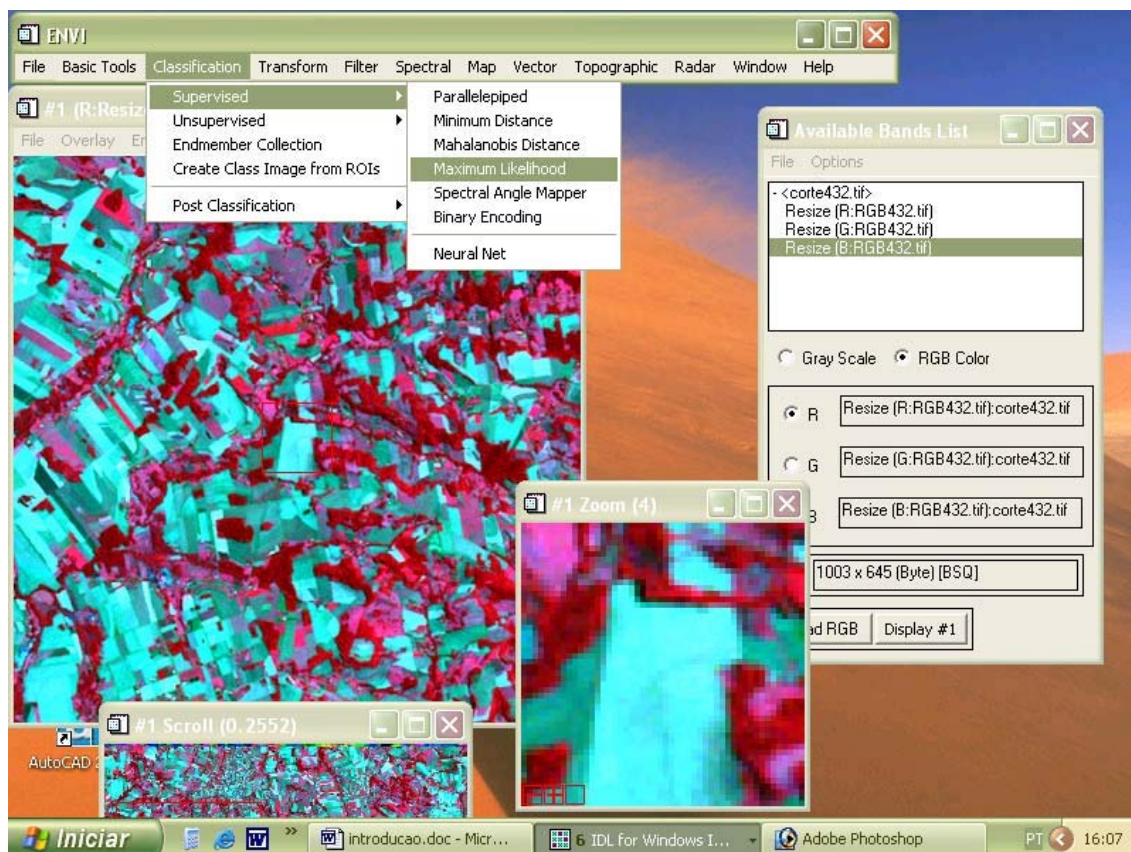 ENVI
File Basic Tools Classification Transform Filter Spectral Map Vector Topographic Radar Window Help
Supervised
Unsupervised
Endmember Collection
Create Class Image from ROIs
Post Classification
Parallelepiped
Minimum Distance
Mahalanobis Distance
Maximum Likelihood
Spectral Angle Mapper
Binary Encoding
Neural Net
#1 (R:Resiz
File Overlay En
Available Bands List
File Options
- <corte432.tif>
Resize (R:RGB432.tif)
Resize (G:RGB432.tif)
Resize (B:RGB432.tif)
Gray Scale RGB Color
R Resize (R:RGB432.tif):corte432.tif
G Resize (G:RGB432.tif):corte432.tif
B Resize (B:RGB432.tif):corte432.tif
1003 x 645 (Byte) [BSQ]
ad RGB Display #1
#1 Zoom (4)
#1 Scroll (0.2552)
AutoCAD 2
Iniciar » introducao.doc - Micr... 6 IDL for Windows I... Adobe Photoshop PT 16:07